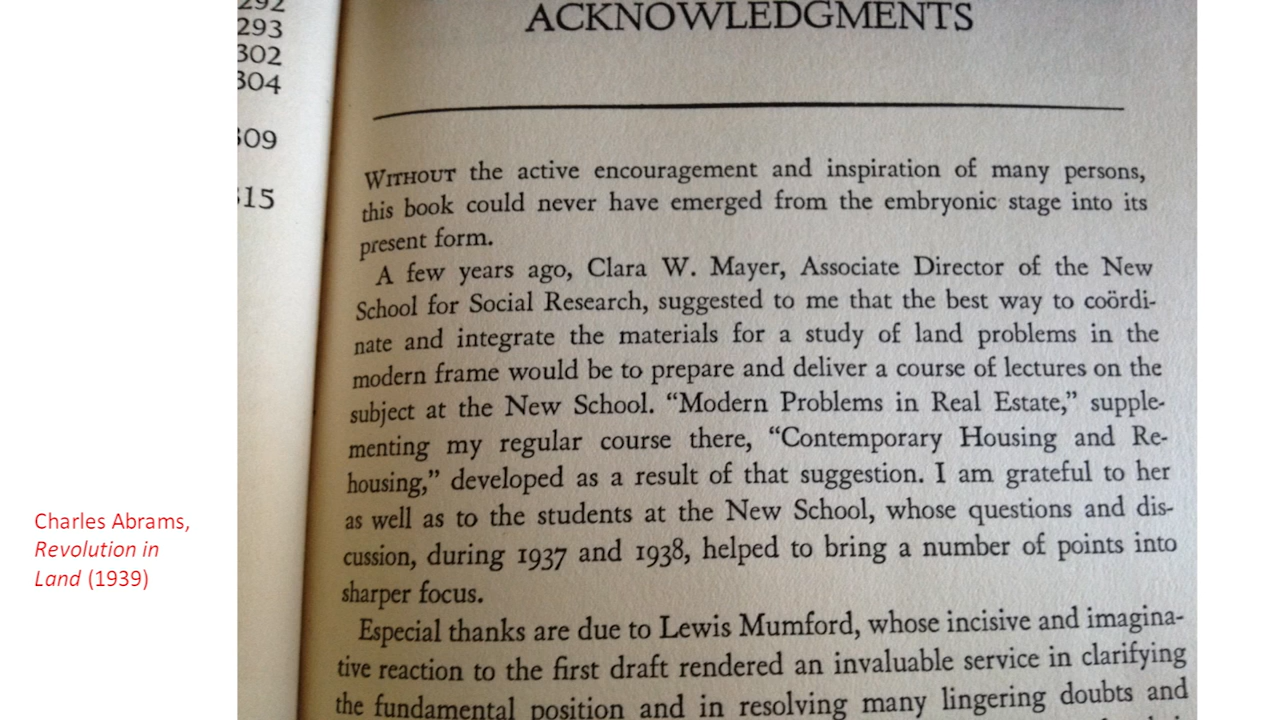 292
293
302
304
309
315
ACKNOWLEDGMENTS
WITHOUT the active encouragement and inspiration of many persons,
this book could never have emerged from the embryonic stage into its
present form.
A few years ago, Clara W. Mayer, Associate Director of the New
School for Social Research, suggested to me that the best way to coördi-
nate and integrate the materials for a study of land problems in the
modern frame would be to prepare and deliver a course of lectures on the
subject at the New School. “Modern Problems in Real Estate,” supple-
menting my regular course there, “Contemporary Housing and Re-
housing,” developed as a result of that suggestion. I am grateful to her
as well as to the students at the New School, whose questions and dis-
cussion, during 1937 and 1938, helped to bring a number of points into
sharper focus.
Especial thanks are due to Lewis Mumford, whose incisive and imagina-
tive reaction to the first draft rendered an invaluable service in clarifying
the fundamental position and in resolving many lingering doubts and
Charles Abrams,
Revolution in
Land (1939)